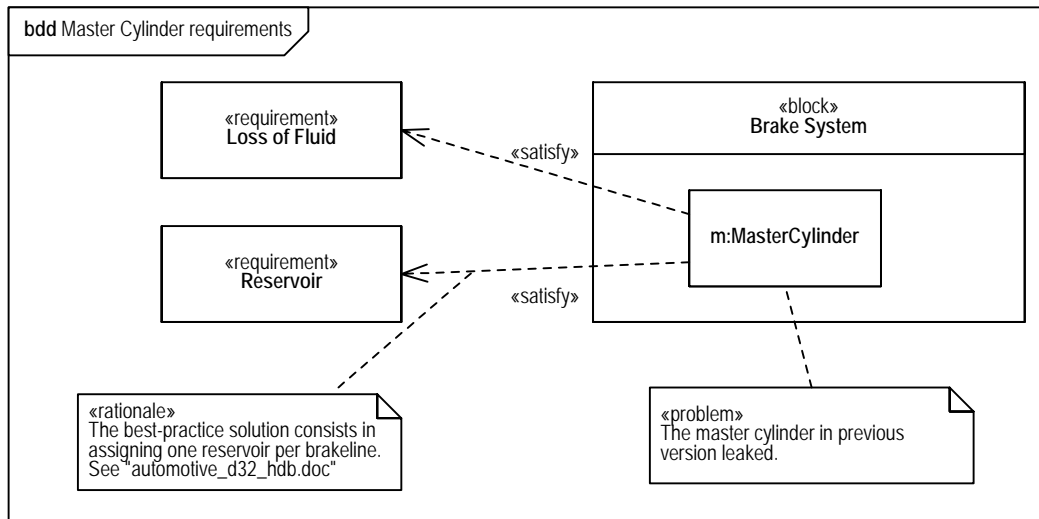 bdd Master Cylinder requirements
«requirement»
Loss of Fluid
«satisfy»
«block»
Brake System
m:MasterCylinder
«requirement»
Reservoir
«satisfy»
«rationale»
The best-practice solution consists in
assigning one reservoir per brakeline.
See "automotive_d32_hdb.doc"
«problem»
The master cylinder in previous
version leaked.